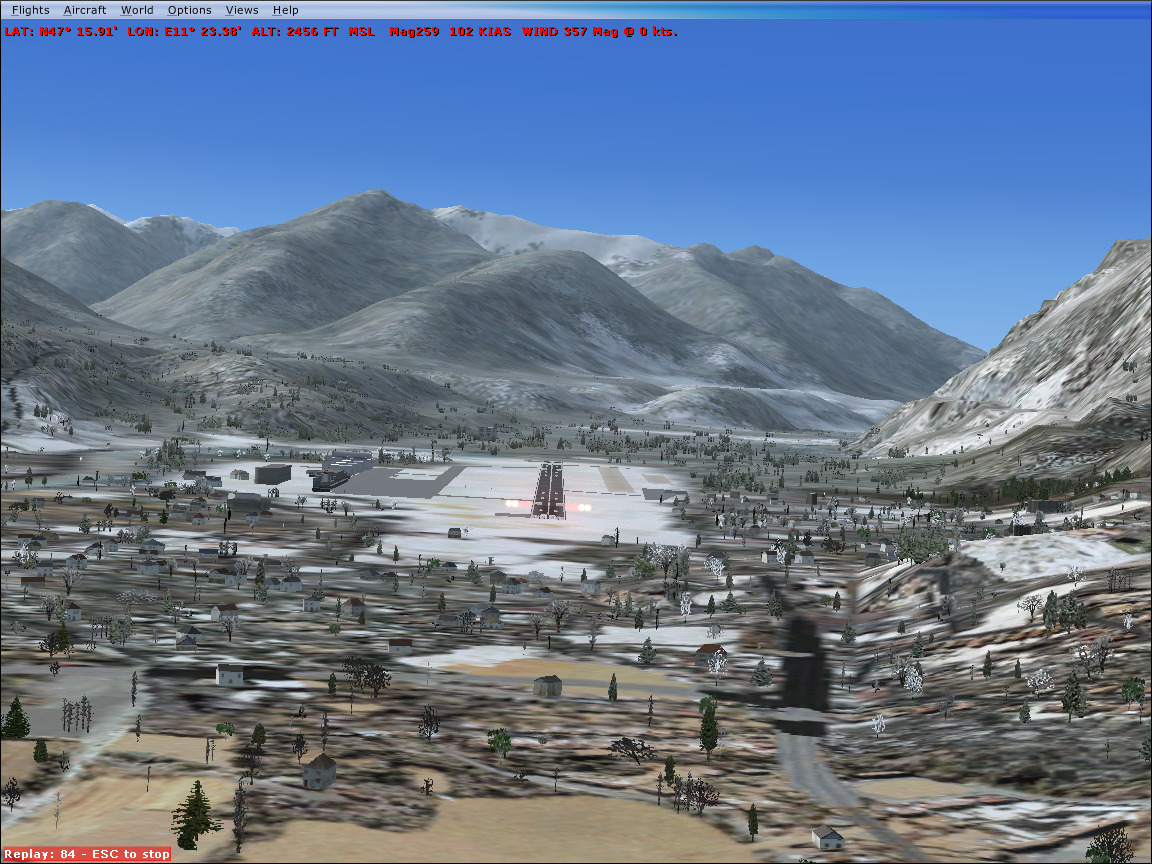 Flights Aircraft World Options Views Help
LAT: N47° 15.91' LON: E11° 23.38' ALT: 2456 FT MSL Mag259 102 KIAS WIND 357 Mag @ 0 kts.
Replay: 84 - ESC to stop